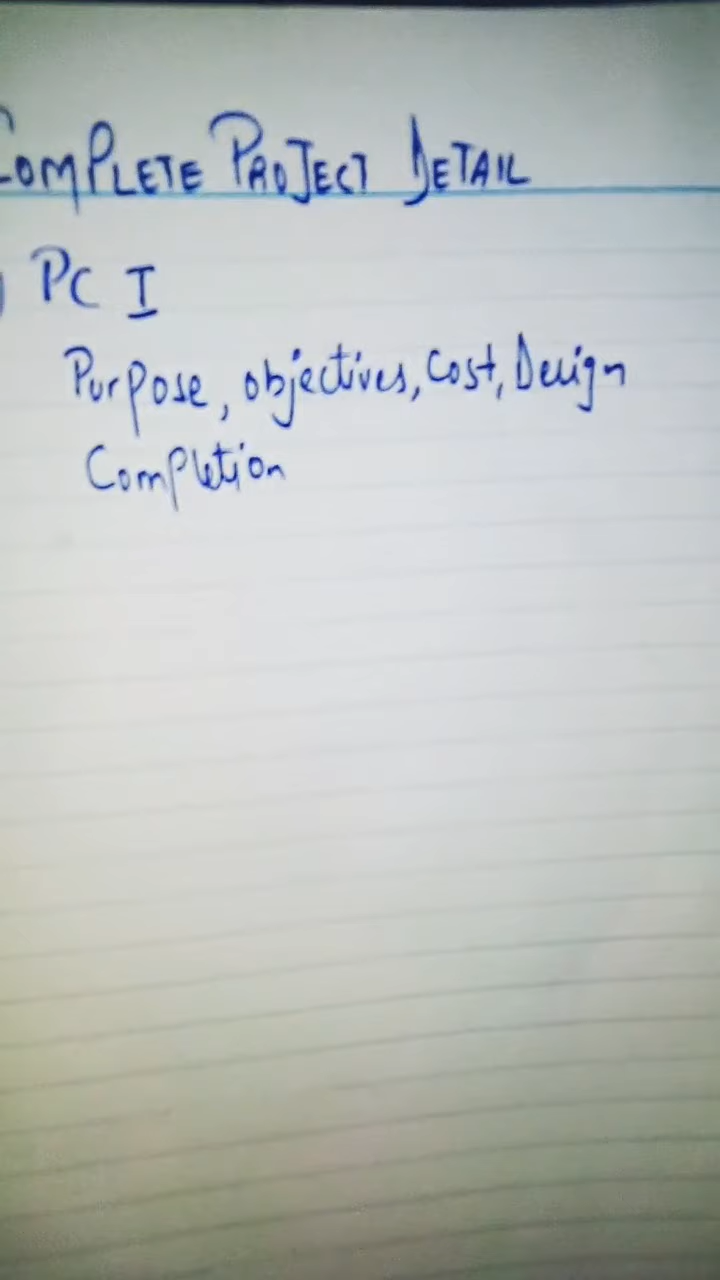 COMPLETE PROJECT DETAIL
) PC I
Purpose, objectives, Cost, Design
Completion